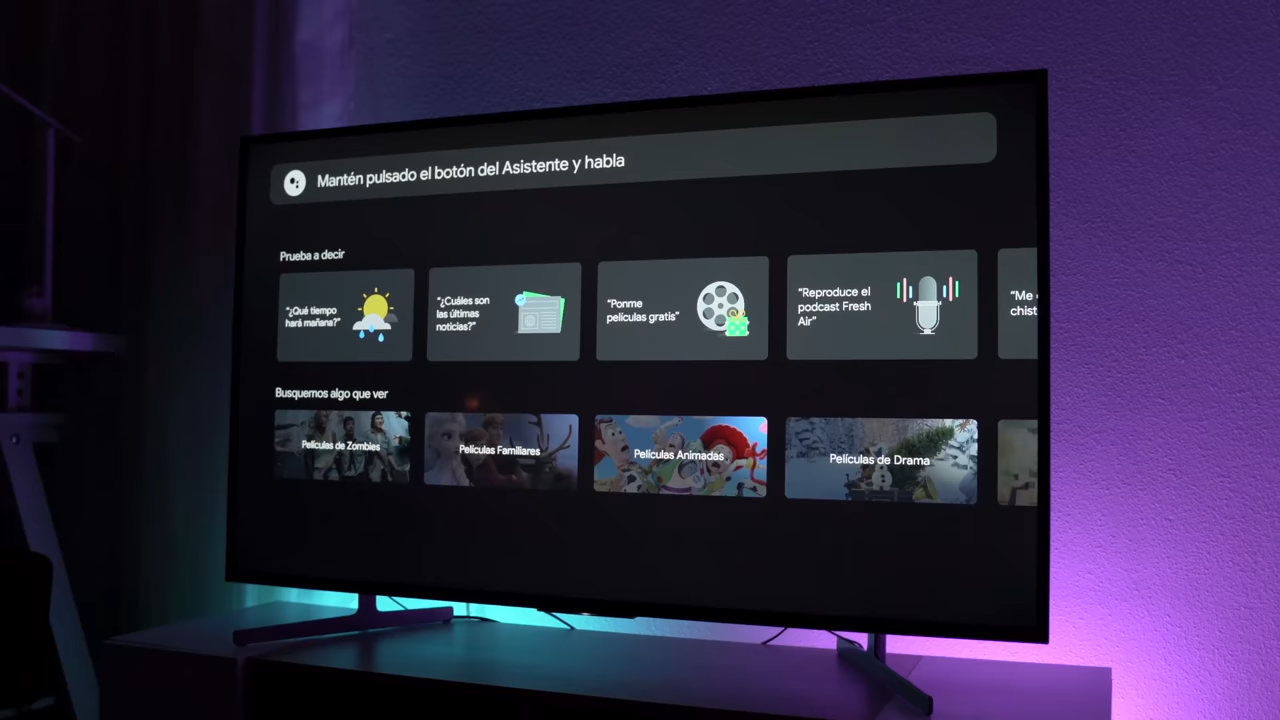 Mantén pulsado el botón del Asistente y habla
Prueba a decir
“¿Qué tiempo
hará mañana?”
“¿Cuáles son
las últimas
noticias?”
“Ponme
películas gratis”
“Reproduce el
podcast Fresh
Air”
“Me
chist
Busquemos algo que ver
Películas de Zombies
Películas Familiares
Películas Animadas
Películas de Drama